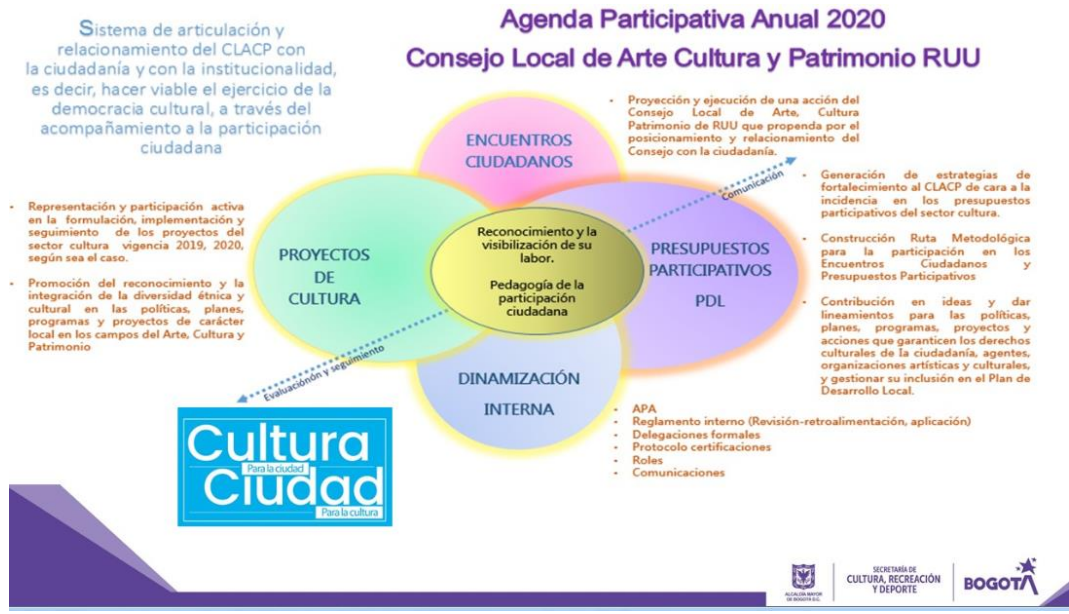 Sistema de articulación y
relacionamiento del CLACP con
la ciudadanía y con la institucionalidad,
es decir, hacer viable el ejercicio de la
democracia cultural, a través del
acompañamiento a la participación
ciudadana
Agenda Participativa Anual 2020
Consejo Local de Arte Cultura y Patrimonio RUU
ENCUENTROS
CIUDADANOS
• Proyección y ejecución de una acción del
Consejo Local de Arte, Cultura
Patrimonio de RUU que propenda por el
posicionamiento y relacionamiento del
Consejo con la ciudadanía.
Comunicación
• Generación de estrategias de
fortalecimiento al CLACP de cara a la
incidencia en los presupuestos
participativos del sector cultura.
• Construcción Ruta Metodológica
para la participación en los
Encuentros Ciudadanos y
Presupuestos Participativos
• Contribución en ideas y dar
lineamientos para las políticas,
planes, programas, proyectos y
acciones que garanticen los derechos
culturales de la ciudadanía, agentes,
organizaciones artísticas y culturales,
y gestionar su inclusión en el Plan de
Desarrollo Local.
• Representación y participación activa
en la formulación, implementación y
seguimiento de los proyectos del
sector cultura vigencia 2019, 2020,
según sea el caso.
• Promoción del reconocimiento y la
integración de la diversidad étnica y
cultural en las políticas, planes,
programas y proyectos de carácter
local en los campos del Arte, Cultura y
Patrimonio
PROYECTOS
DE
CULTURA
Reconocimiento y la
visibilización de su
labor.
Pedagogía de la
participación
ciudadana
PRESUPUESTOS
PARTICIPATIVOS
PDL
Evaluaciónón y seguimiento
DINAMIZACIÓN
INTERNA
- APA
- Reglamento interno (Revisión-retroalimentación, aplicación)
- Delegaciones formales
- Protocolo certificaciones
- Roles
- Comunicaciones
Cultura
Para la ciudad
Ciudad
Para la cultura
ALCALDÍA MAYOR
DE BOGOTÁ D.C.
SECRETARÍA DE
CULTURA, RECREACIÓN
Y DEPORTE
BOGOTÁ